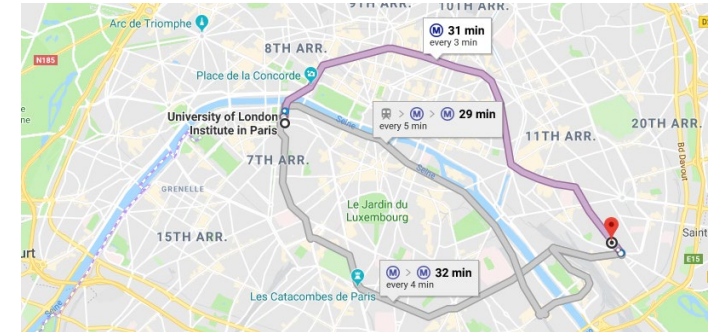 9TH ARR.
10TH ARR.
Arc de Triomphe
M 31 min
every 3 min
D
N185
8TH ARR.
Place de la Concorde
University of London
Institute in Paris
> M > M 29 min
every 5 min
Seine
11TH ARR.
20TH ARR.
Bd Davout
7TH ARR.
Seine
GRENELLE
Le Jardin du
Luxembourg
15TH ARR.
Saint
E15
M > M 32 min
every 4 min
Les Catacombes de Paris